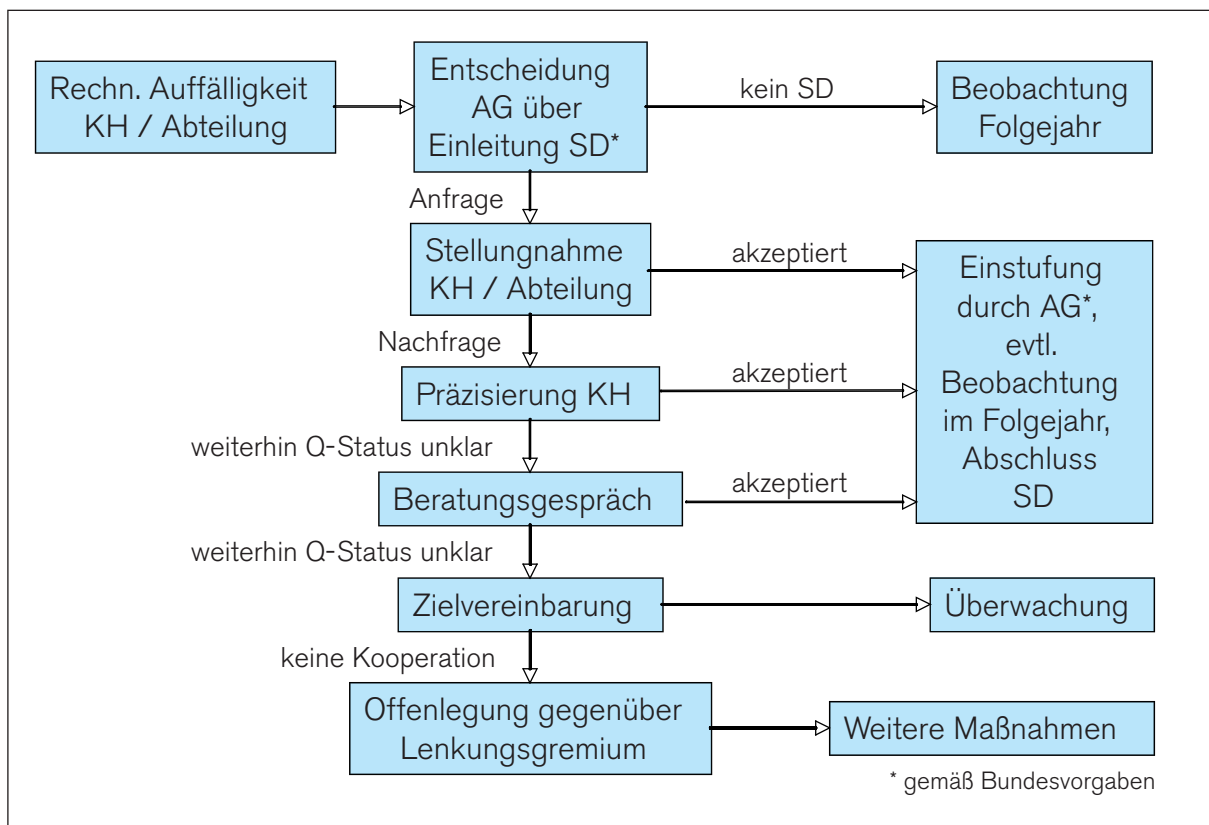 Rechn. Auffälligkeit
KH / Abteilung
Entscheidung
AG über
Einleitung SD*
kein SD
Beobachtung
Folgejahr
Anfrage
Stellungnahme
KH / Abteilung
akzeptiert
Einstufung
durch AG*,
evtl.
Beobachtung
im Folgejahr,
Abschluss
SD
Nachfrage
Präzisierung KH
akzeptiert
weiterhin Q-Status unklar
Beratungsgespräch
akzeptiert
weiterhin Q-Status unklar
Zielvereinbarung
Überwachung
keine Kooperation
Offenlegung gegenüber
Lenkungsgremium
Weitere Maßnahmen
* gemäß Bundesvorgaben